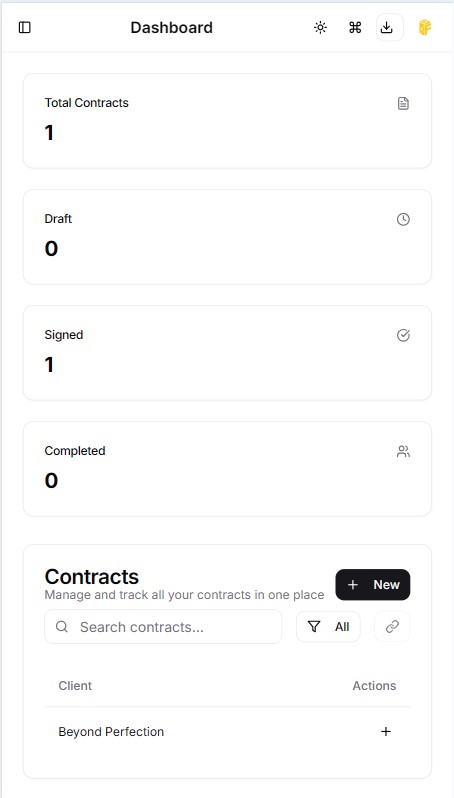 Dashboard
Total Contracts
1
Draft
0
Signed
1
Completed
0
Contracts
Manage and track all your contracts in one place
New
Search contracts...
All
Client Actions
Beyond Perfection